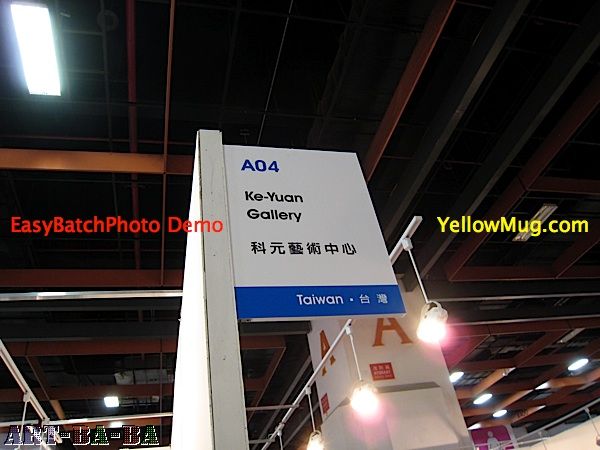 A04
Ke-Yuan
Gallery
EasyBatchPhoto Demo
YellowMug.com
科元藝術中心
Taiwan · 台灣
A
A
ART-BA-BA